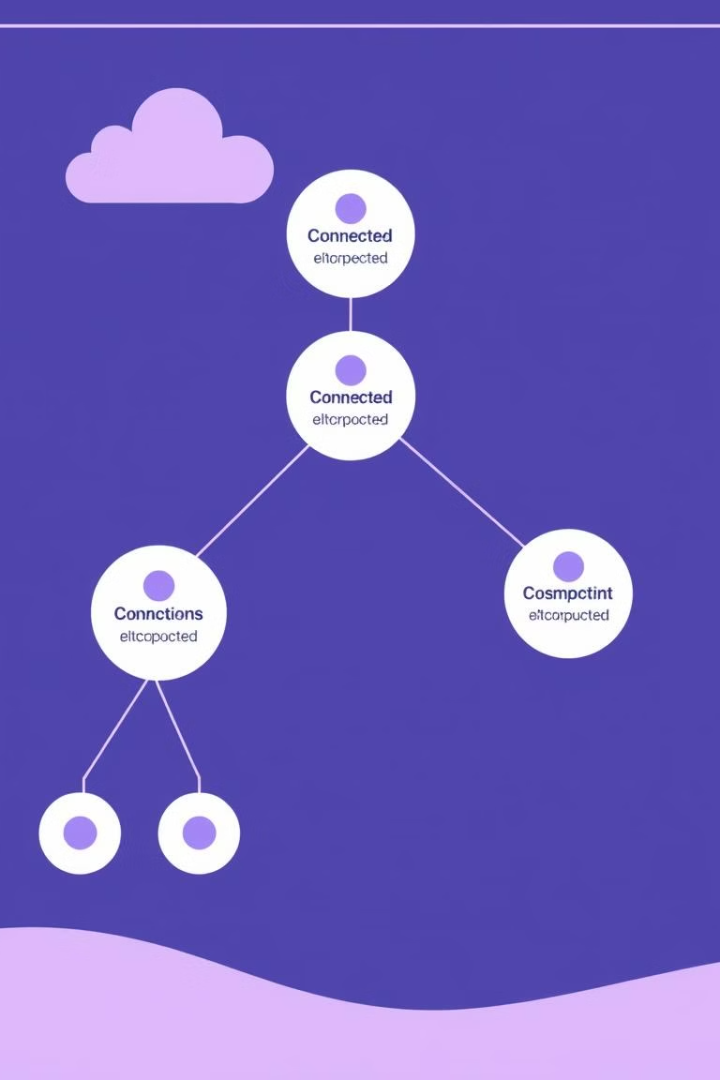 Connected
eltorpected
Connected
eltcrpocted
Connctions
eltcopocted
Cosmpctint
eltcorpucted